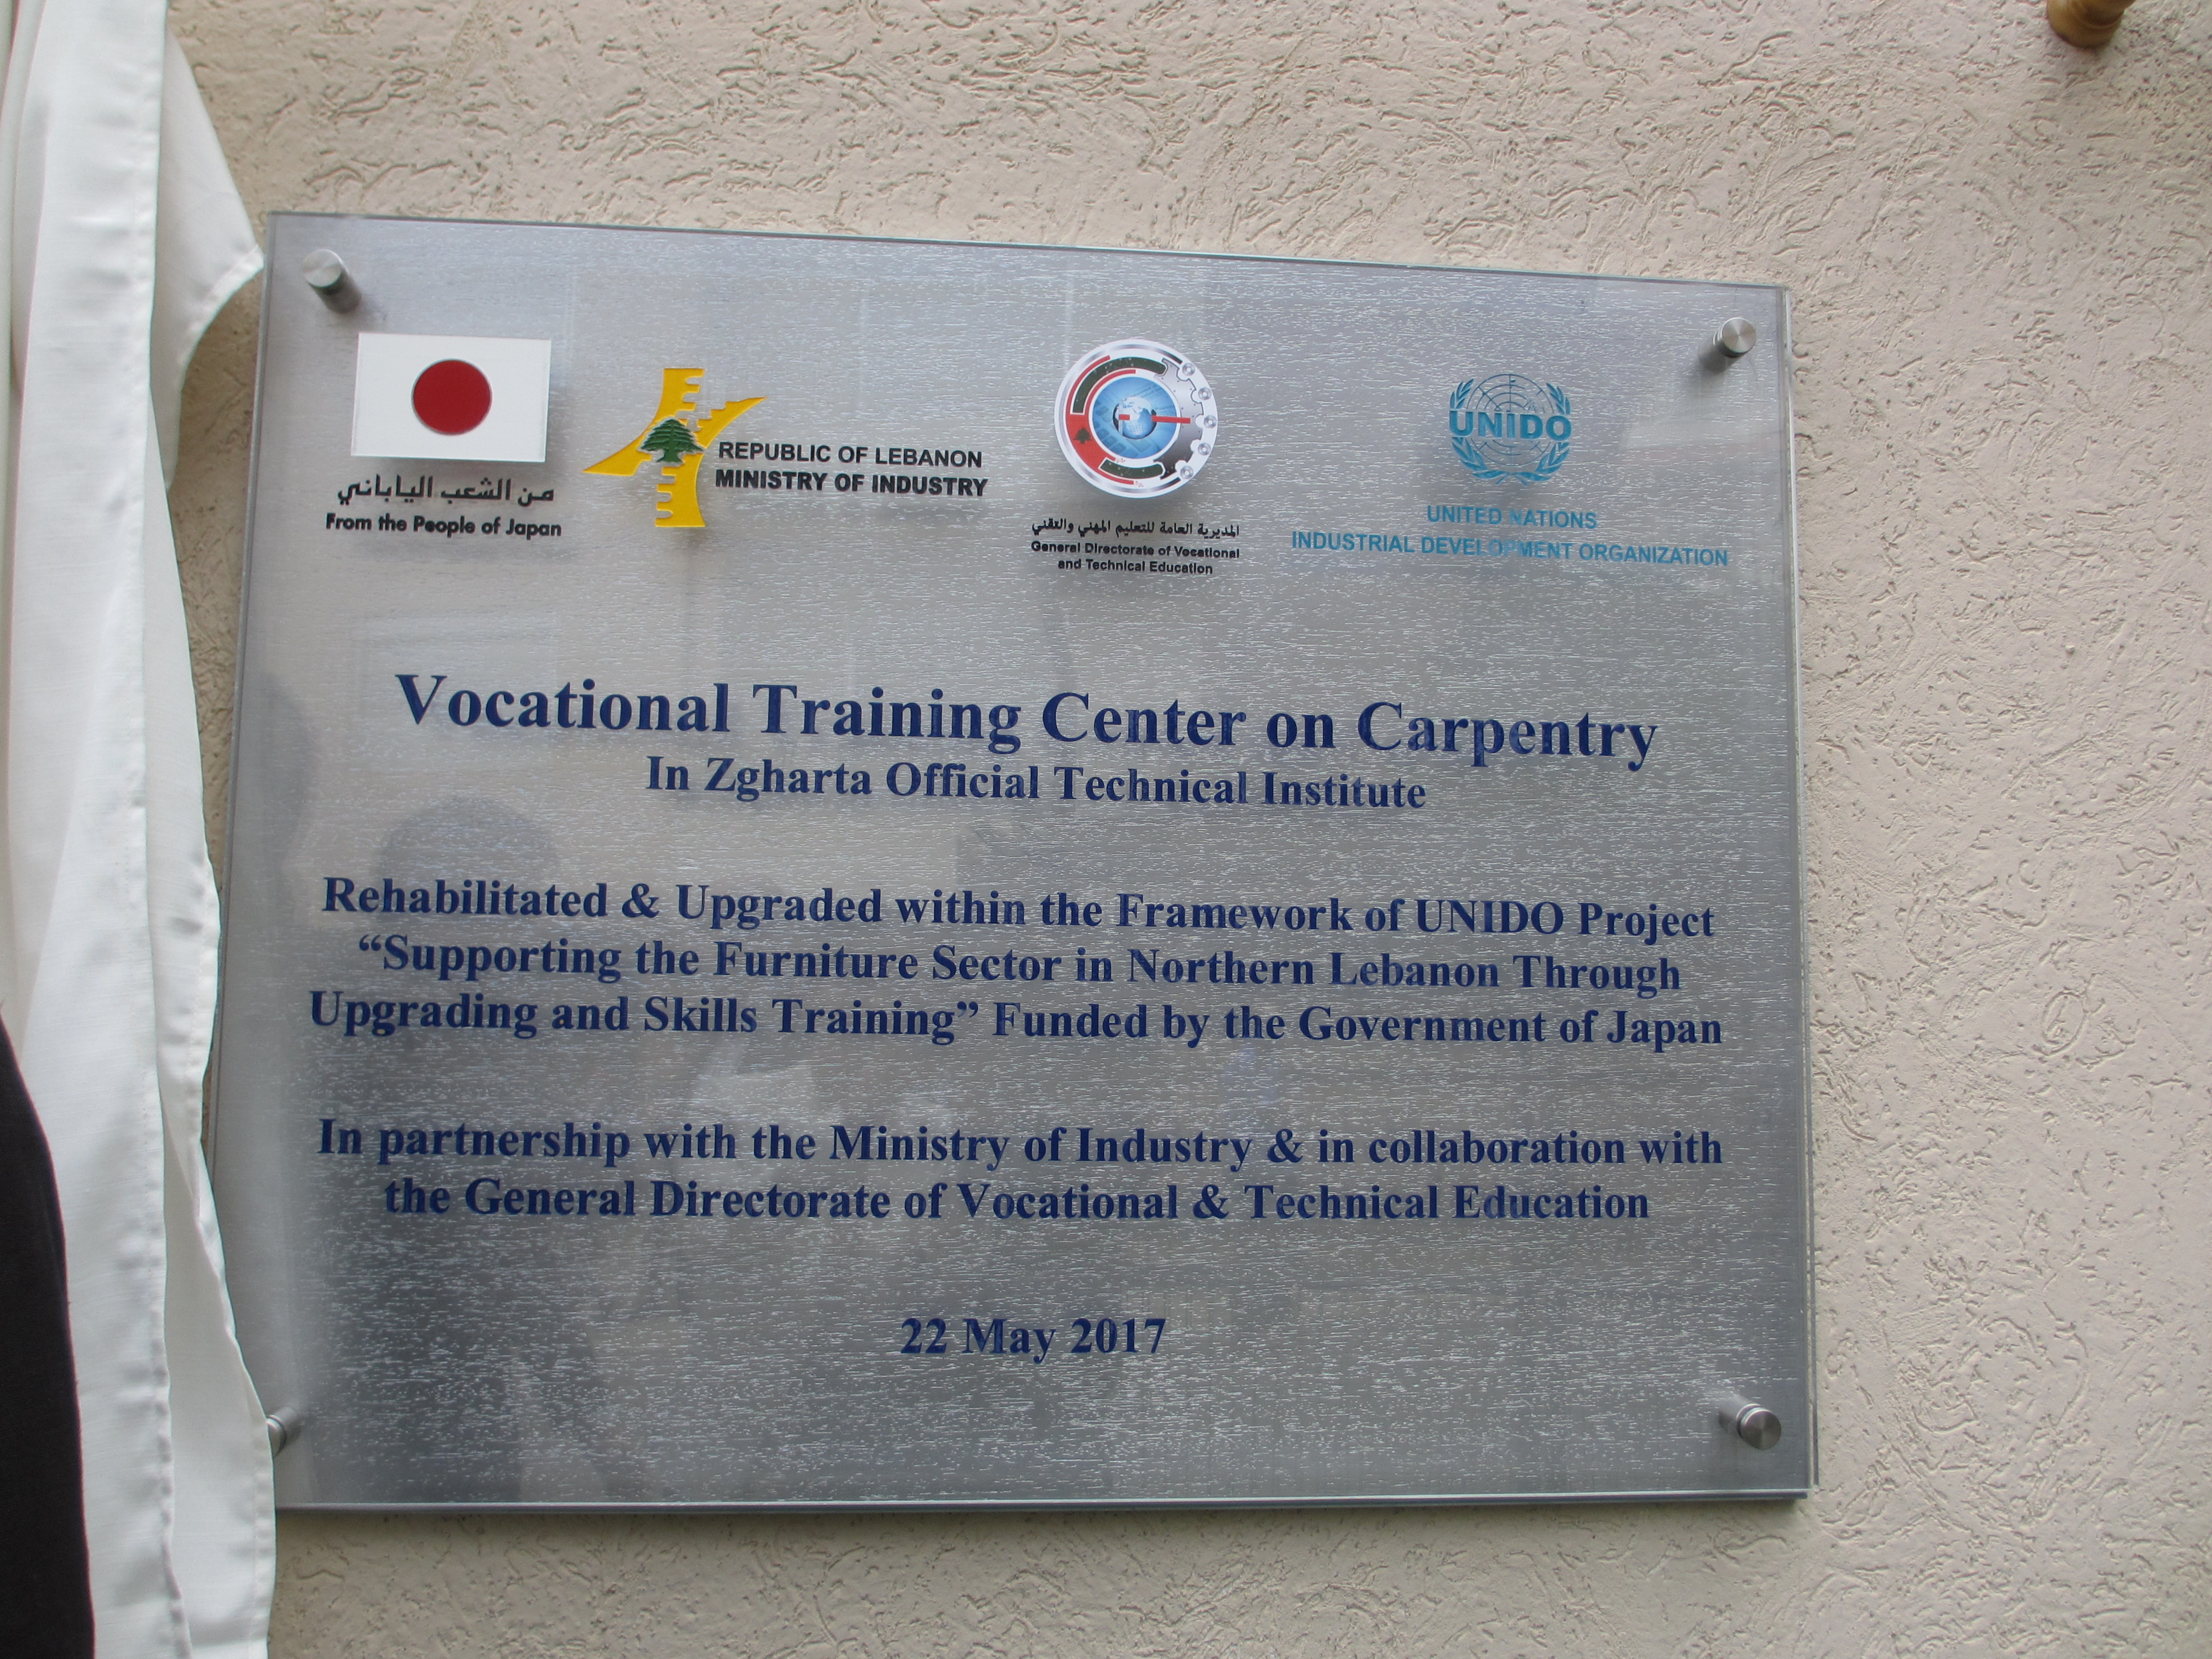 من الشعب الياباني
From the People of Japan
REPUBLIC OF LEBANON
MINISTRY OF INDUSTRY
المديرية العامة للتعليم المهني والتقني
General Directorate of Vocational
and Technical Education
UNIDO
UNITED NATIONS
INDUSTRIAL DEVELOPMENT ORGANIZATION
Vocational Training Center on Carpentry
In Zgharta Official Technical Institute
Rehabilitated & Upgraded within the Framework of UNIDO Project
“Supporting the Furniture Sector in Northern Lebanon Through
Upgrading and Skills Training” Funded by the Government of Japan
In partnership with the Ministry of Industry & in collaboration with
the General Directorate of Vocational & Technical Education
22 May 2017